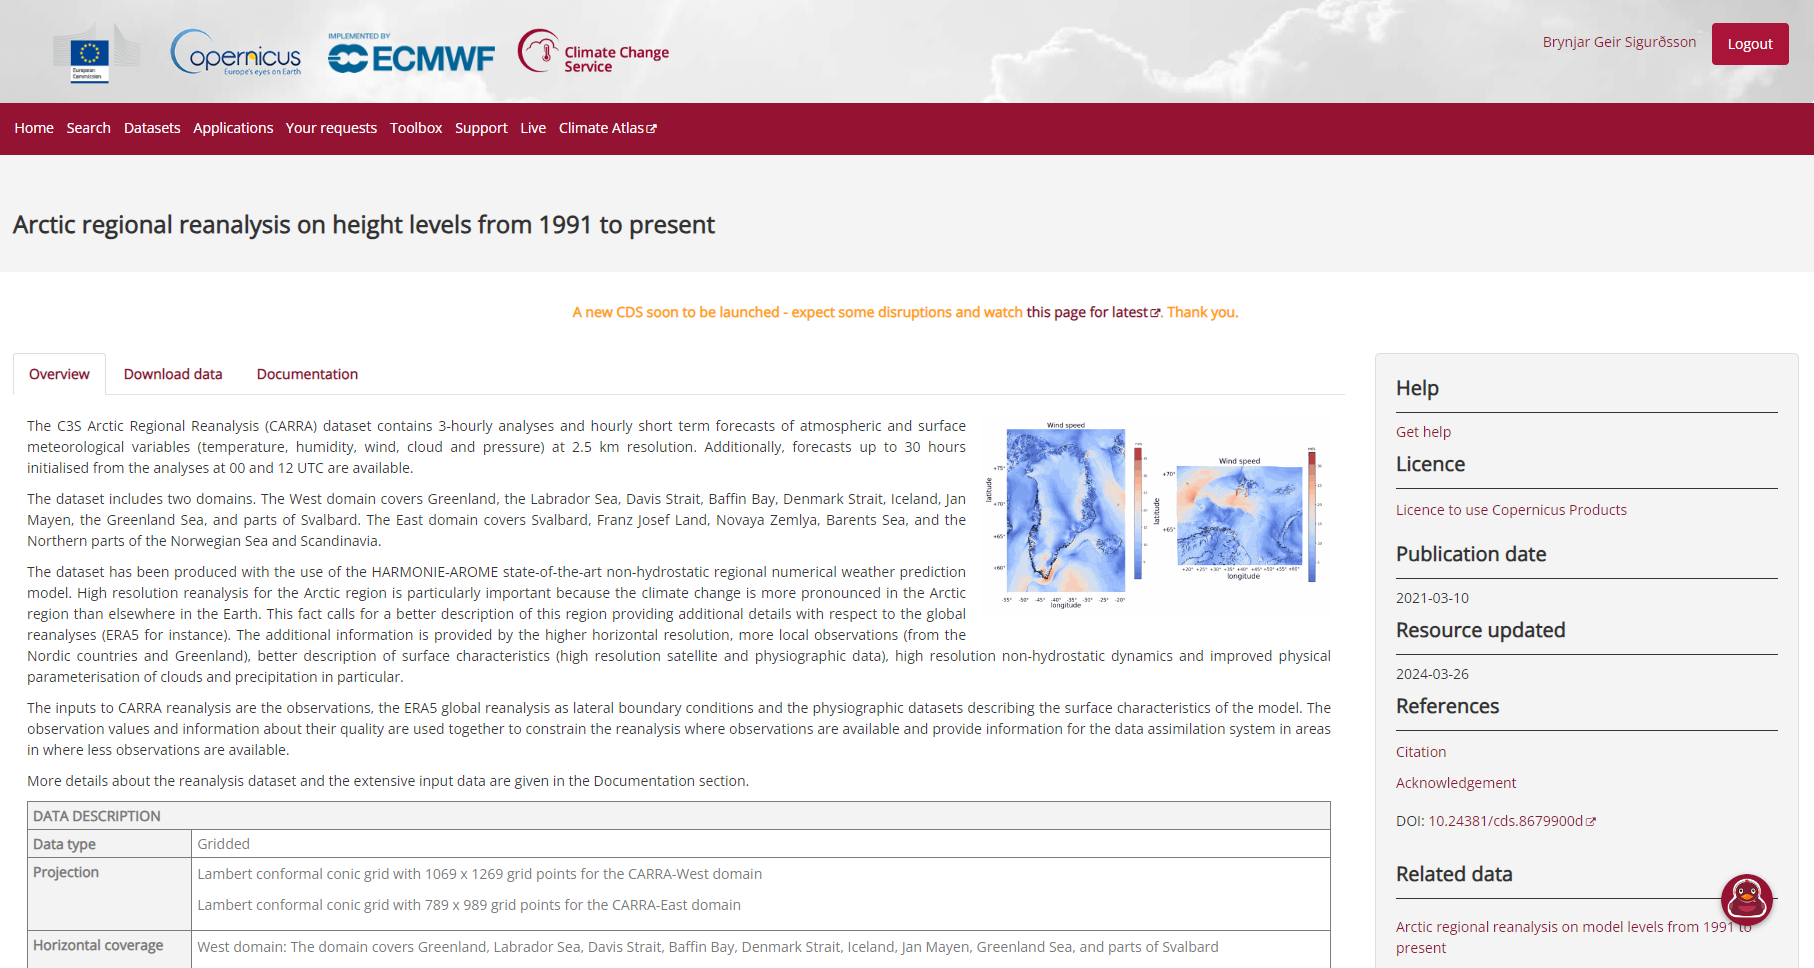 European
Commission
opernicus
Europe's eyes on Earth
IMPLEMENTED BY
ECMWF
Climate Change
Service
Brynjar Geir Sigurðsson
Logout
Home Search Datasets Applications Your requests Toolbox Support Live Climate Atlas
Arctic regional reanalysis on height levels from 1991 to present
A new CDS soon to be launched - expect some disruptions and watch this page for latest. Thank you.
Overview Download data Documentation
The C3S Arctic Regional Reanalysis (CARRA) dataset contains 3-hourly analyses and hourly short term forecasts of atmospheric and surface
meteorological variables (temperature, humidity, wind, cloud and pressure) at 2.5 km resolution. Additionally, forecasts up to 30 hours
initialised from the analyses at 00 and 12 UTC are available.
The dataset includes two domains. The West domain covers Greenland, the Labrador Sea, Davis Strait, Baffin Bay, Denmark Strait, Iceland, Jan
Mayen, the Greenland Sea, and parts of Svalbard. The East domain covers Svalbard, Franz Josef Land, Novaya Zemlya, Barents Sea, and the
Northern parts of the Norwegian Sea and Scandinavia.
The dataset has been produced with the use of the HARMONIE-AROME state-of-the-art non-hydrostatic regional numerical weather prediction
model. High resolution reanalysis for the Arctic region is particularly important because the climate change is more pronounced in the Arctic
region than elsewhere in the Earth. This fact calls for a better description of this region providing additional details with respect to the global
reanalyses (ERA5 for instance). The additional information is provided by the higher horizontal resolution, more local observations (from the
Nordic countries and Greenland), better description of surface characteristics (high resolution satellite and physiographic data), high resolution non-hydrostatic dynamics and improved physical
parameterisation of clouds and precipitation in particular.
Wind speed
latitude
+75°
+70°
+65°
+60°
-55° -50° -45° -40° -35° -30° -25° -20°
longitude
Wind speed
latitude
+70°
+65°
+20° +25° +30° +35° +40° +45° +50° +55° +60°
longitude
The inputs to CARRA reanalysis are the observations, the ERA5 global reanalysis as lateral boundary conditions and the physiographic datasets describing the surface characteristics of the model. The
observation values and information about their quality are used together to constrain the reanalysis where observations are available and provide information for the data assimilation system in areas
in where less observations are available.
More details about the reanalysis dataset and the extensive input data are given in the Documentation section.
DATA DESCRIPTION
Data type Gridded
Projection Lambert conformal conic grid with 1069 x 1269 grid points for the CARRA-West domain
Lambert conformal conic grid with 789 x 989 grid points for the CARRA-East domain
Horizontal coverage West domain: The domain covers Greenland, Labrador Sea, Davis Strait, Baffin Bay, Denmark Strait, Iceland, Jan Mayen, Greenland Sea, and parts of Svalbard
Help
Get help
Licence
Licence to use Copernicus Products
Publication date
2021-03-10
Resource updated
2024-03-26
References
Citation
Acknowledgement
DOI: 10.24381/cds.8679900d
Related data
Arctic regional reanalysis on model levels from 1991 to
present